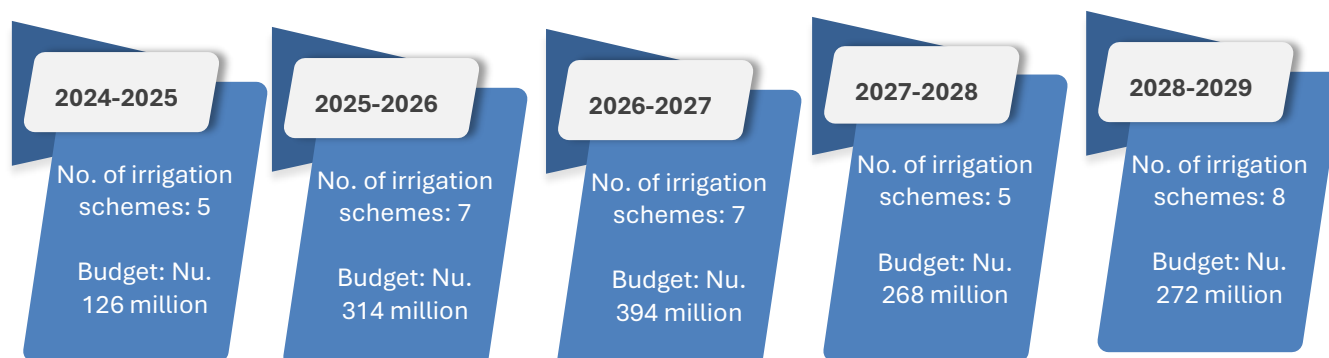 2024-2025
No. of irrigation
schemes: 5
Budget: Nu.
126 million
2025-2026
No. of irrigation
schemes: 7
Budget: Nu.
314 million
2026-2027
No. of irrigation
schemes: 7
Budget: Nu.
394 million
2027-2028
No. of irrigation
schemes: 5
Budget: Nu.
268 million
2028-2029
No. of irrigation
schemes: 8
Budget: Nu.
272 million